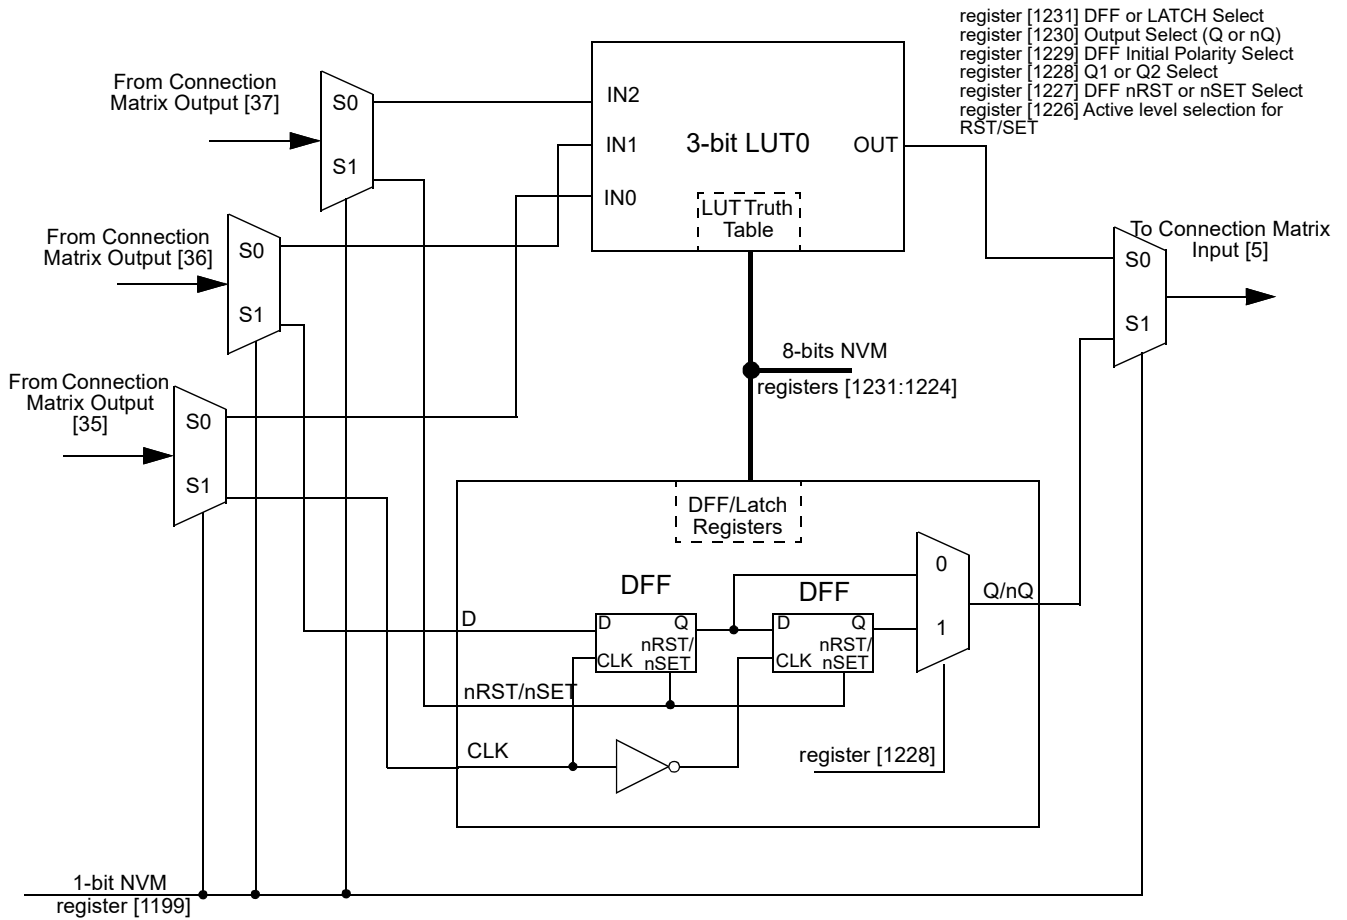 register [1231] DFF or LATCH Select
register [1230] Output Select (Q or nQ)
register [1229] DFF Initial Polarity Select
register [1228] Q1 or Q2 Select
register [1227] DFF nRST or nSET Select
register [1226] Active level selection for
RST/SET
From Connection
Matrix Output [37]
S0
S1
IN2
IN1
IN0
3-bit LUT0
OUT
LUT Truth
Table
From Connection
Matrix Output [36]
S0
S1
To Connection Matrix
Input [5]
S0
S1
8-bits NVM
registers [1231:1224]
From Connection
Matrix Output
[35]
S0
S1
DFF/Latch
Registers
DFF
DFF
D
D
Q
nRST/
nSET
CLK
D
Q
nRST/
nSET
CLK
0
1
Q/nQ
nRST/nSET
CLK
register [1228]
1-bit NVM
register [1199]